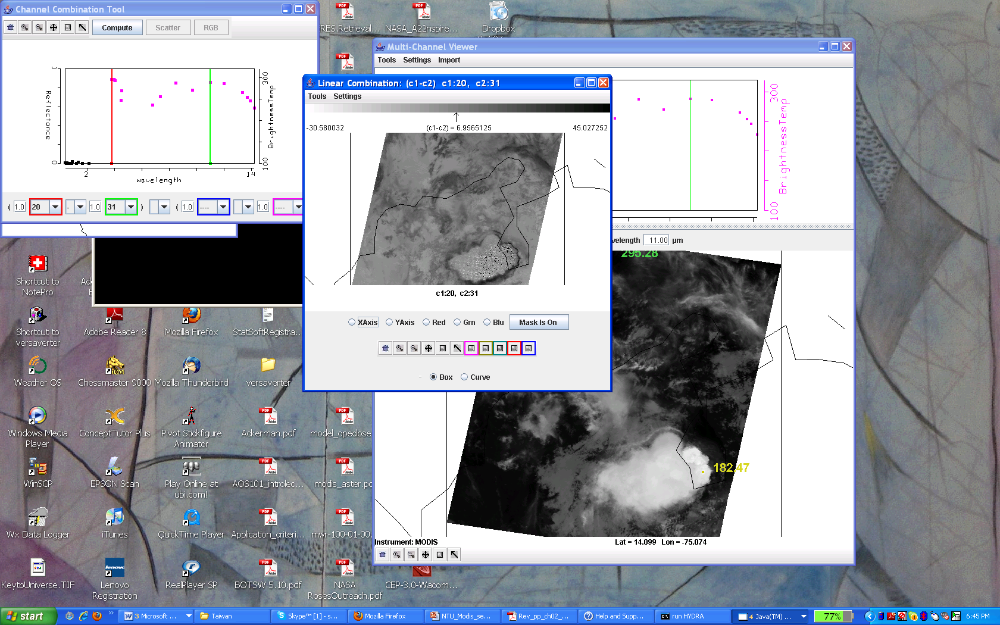 Channel Combination Tool
Compute
Scatter
RGB
Reflectance
BrightnessTemp
300
100
0
2
14
wavelength
( 1.0 20 - 1.0 31 ) ( 1.0 ---- 1.0 ----
RES.Retrieval...
NASA_A22nspire...
Dropbox
Multi-Channel Viewer
Tools Settings Import
300
100
BrightnessTemp
velength 11.00 µm
295.28
182.47
Instrument: MODIS
Lat = 14.099 Lon = -75.074
Linear Combination: (c1-c2) c1:20, c2:31
Tools Settings
-30.580032
(c1-c2) = 6.9565125
45.027252
c1:20, c2:31
XAxis YAxis Red Grn Blu Mask Is On
Box Curve
Shortcut to
NotePro
Shortcut to
versaverter
Adobe Reader 8
Mozilla Firefox
StatSoftRegistra...
Weather OS
Chessmaster 9000
Mozilla Thunderbird
versaverter
Windows Media
Player
ConceptTutor Plus
Pivot Stickfigure
Animator
Ackerman.pdf
model_opeclose
WinSCP
EPSON Scan
Play Online at
ubi.com!
AOS101_introlec...
modis_aster.pd
Wx Data Logger
iTunes
QuickTime Player
Application_criteri...
mwr-100-01-00...
KeytoUniverse.TIF
Lenovo
Registration
RealPlayer SP
BOTSW 5.10.pdf
NASA
RosesOutreach.pdf
CEP-3.0-Wacom...
start
3 Microsoft ...
Taiwan
Skype™ [1] - s...
Mozilla Firefox
NTU_Modis_se...
Rev_pp_ch02_...
Help and Supp...
run HYDRA
4 Java(TM) ...
77%
6:45 PM